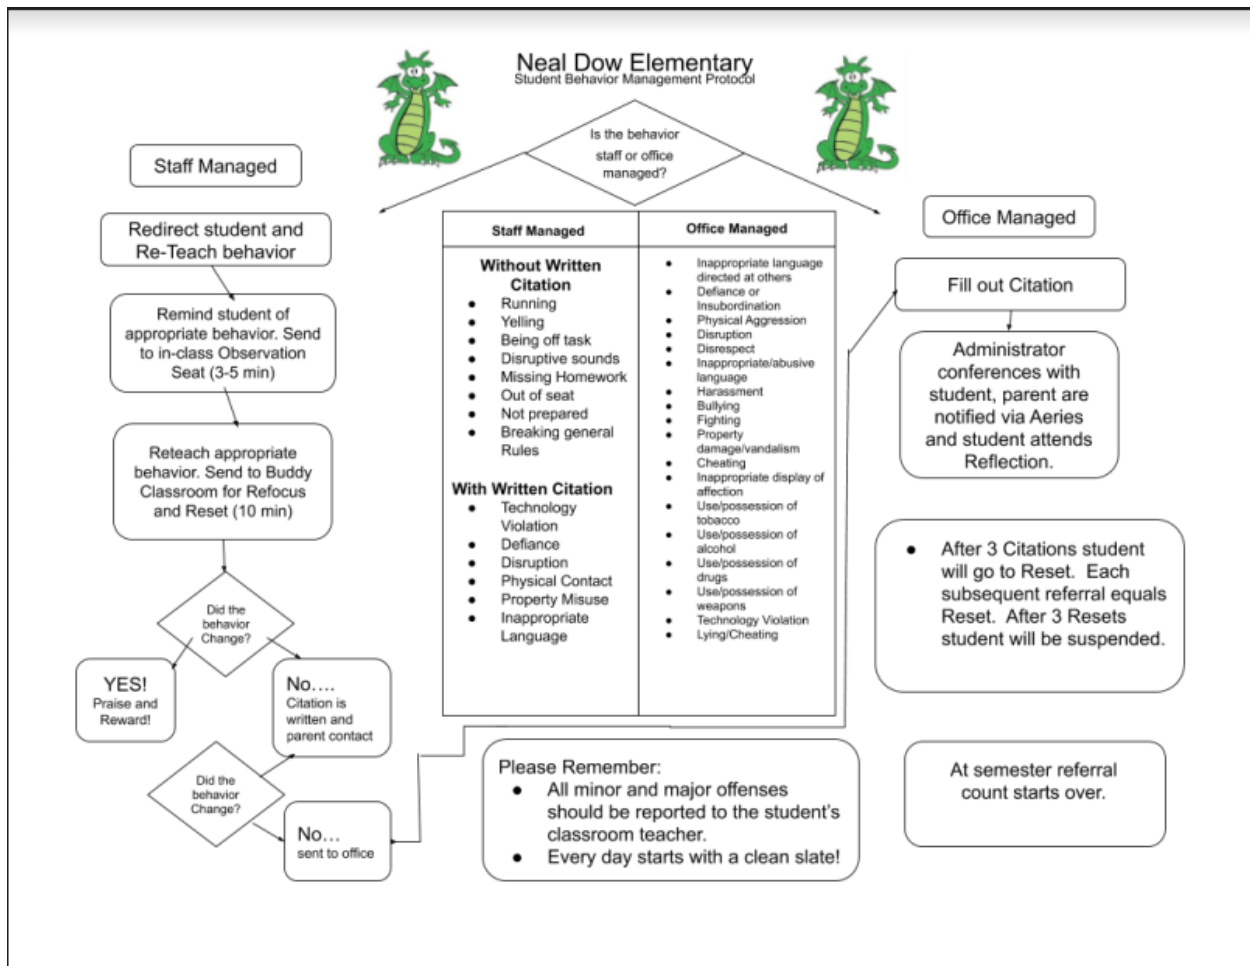 Neal Dow Elementary
Student Behavior Management Protocol
Is the behavior
staff or office
managed?
Staff Managed
Redirect student and
Re-Teach behavior
Remind student of
appropriate behavior. Send
to in-class Observation
Seat (3-5 min)
Reteach appropriate
behavior. Send to Buddy
Classroom for Refocus
and Reset (10 min)
Did the
behavior
Change?
YES!
Praise and
Reward!
No....
Citation is
written and
parent contact
Did the
behavior
Change?
No...
sent to office
Staff Managed
Without Written
Citation
● Running
● Yelling
● Being off task
● Disruptive sounds
● Missing Homework
● Out of seat
● Not prepared
● Breaking general
Rules
With Written Citation
● Technology
Violation
● Defiance
● Disruption
● Physical Contact
● Property Misuse
● Inappropriate
Language
Office Managed
● Inappropriate language
directed at others
● Defiance or
Insubordination
● Physical Aggression
● Disruption
● Disrespect
● Inappropriate/abusive
language
● Harassment
● Bullying
● Fighting
● Property
damage/vandalism
● Cheating
● Inappropriate display of
affection
● Use/possession of
tobacco
● Use/possession of
alcohol
● Use/possession of
drugs
● Use/possession of
weapons
● Technology Violation
● Lying/Cheating
Please Remember:
● All minor and major offenses
should be reported to the student's
classroom teacher.
● Every day starts with a clean slate!
Office Managed
Fill out Citation
Administrator
conferences with
student, parent are
notified via Aeries
and student attends
Reflection.
● After 3 Citations student
will go to Reset. Each
subsequent referral equals
Reset. After 3 Resets
student will be suspended.
At semester referral
count starts over.